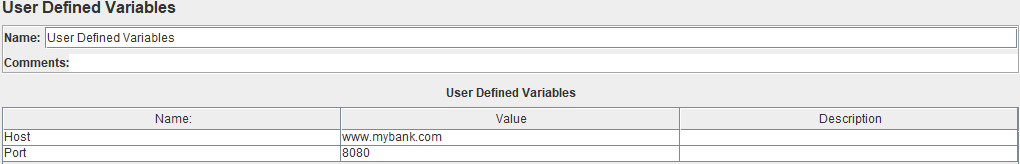 User Defined Variables
Name: User Defined Variables
Comments:
User Defined Variables
Name: Value Description
Host www.mybank.com
Port 8080